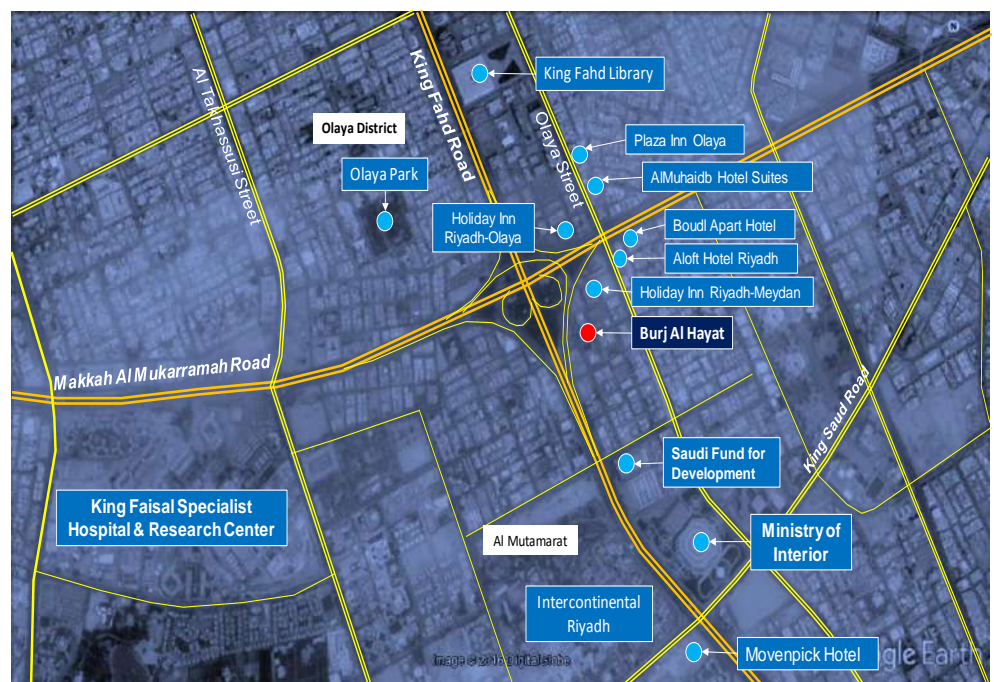 King Fahd Library
Al Takhassusi Street
King Fahd Road
Olaya Street
Olaya District
Plaza Inn Olaya
Olaya Park
AlMuhaidb Hotel Suites
Holiday Inn
Riyadh-Olaya
Boudl Apart Hotel
Aloft Hotel Riyadh
Holiday Inn Riyadh-Meydan
Burj Al Hayat
Makkah Al Mukarramah Road
King Saud Road
Saudi Fund for
Development
King Faisal Specialist
Hospital & Research Center
Al Mutamarat
Ministry of
Interior
Intercontinental
Riyadh
Movenpick Hotel
gle Earth
Image ©
N